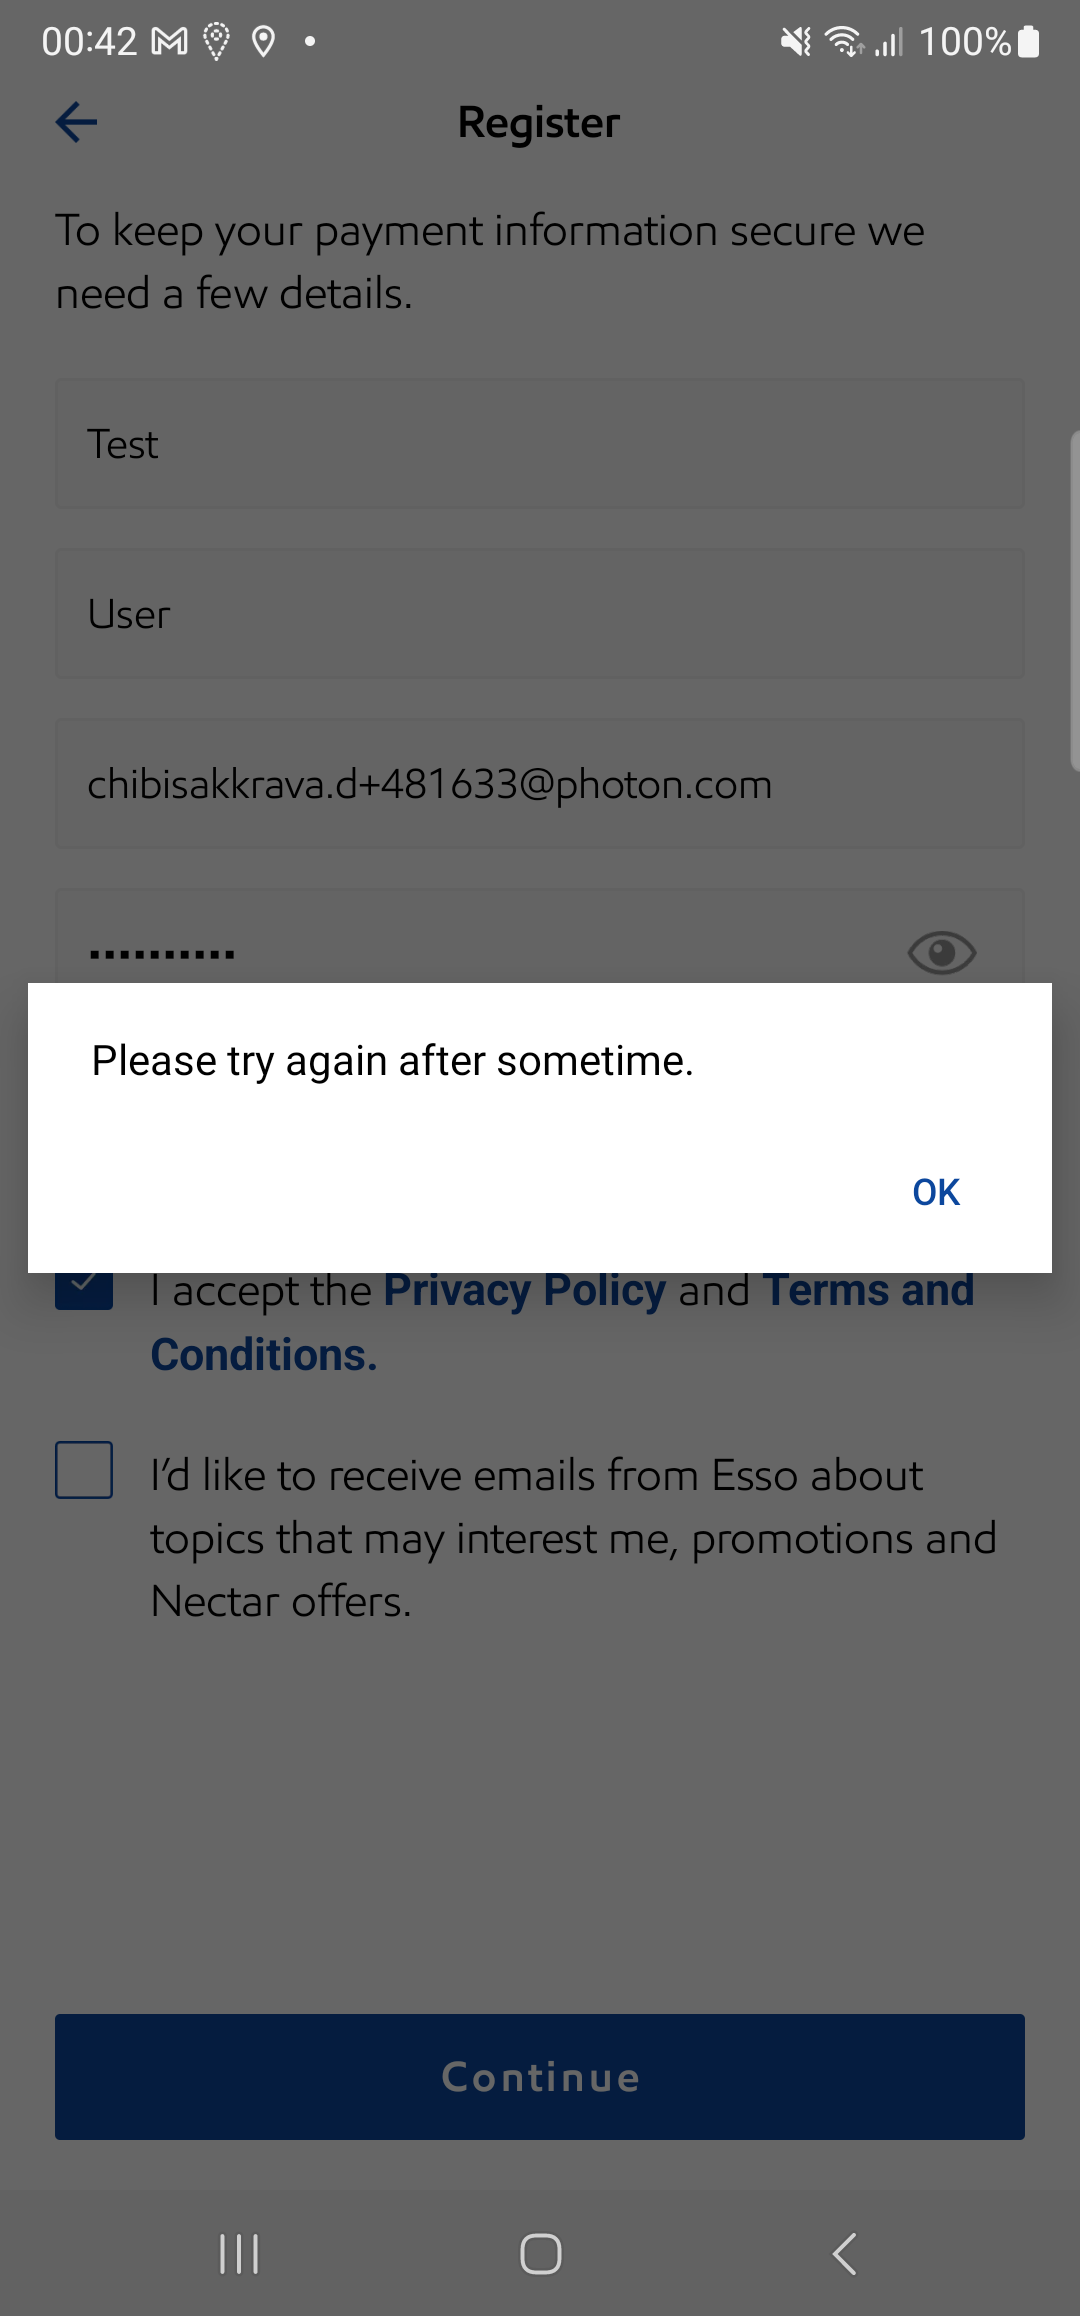 00:42
100%
Register
To keep your payment information secure we
need a few details.
Test
User
chibisakkrava.d+481633@photon.com
Please try again after sometime.
OK
I accept the Privacy Policy and Terms and
Conditions.
I’d like to receive emails from Esso about
topics that may interest me, promotions and
Nectar offers.
Continue